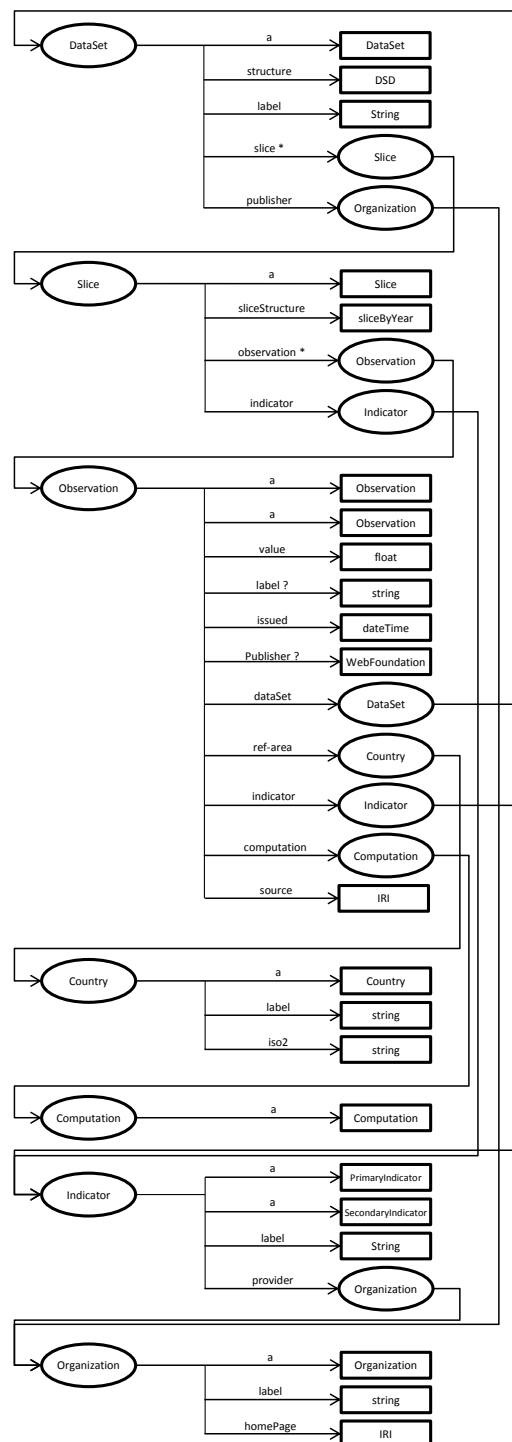 DataSet
a
DataSet
structure
DSD
label
String
slice *
Slice
publisher
Organization
Slice
a
Slice
sliceStructure
sliceByYear
observation *
Observation
indicator
Indicator
Observation
a
Observation
a
Observation
value
float
label ?
string
issued
dateTime
Publisher ?
WebFoundation
dataSet
DataSet
ref-area
Country
indicator
Indicator
computation
Computation
source
IRI
Country
a
Country
label
string
iso2
string
Computation
a
Computation
Indicator
a
PrimaryIndicator
a
SecondaryIndicator
label
String
provider
Organization
Organization
a
Organization
label
string
homePage
IRI